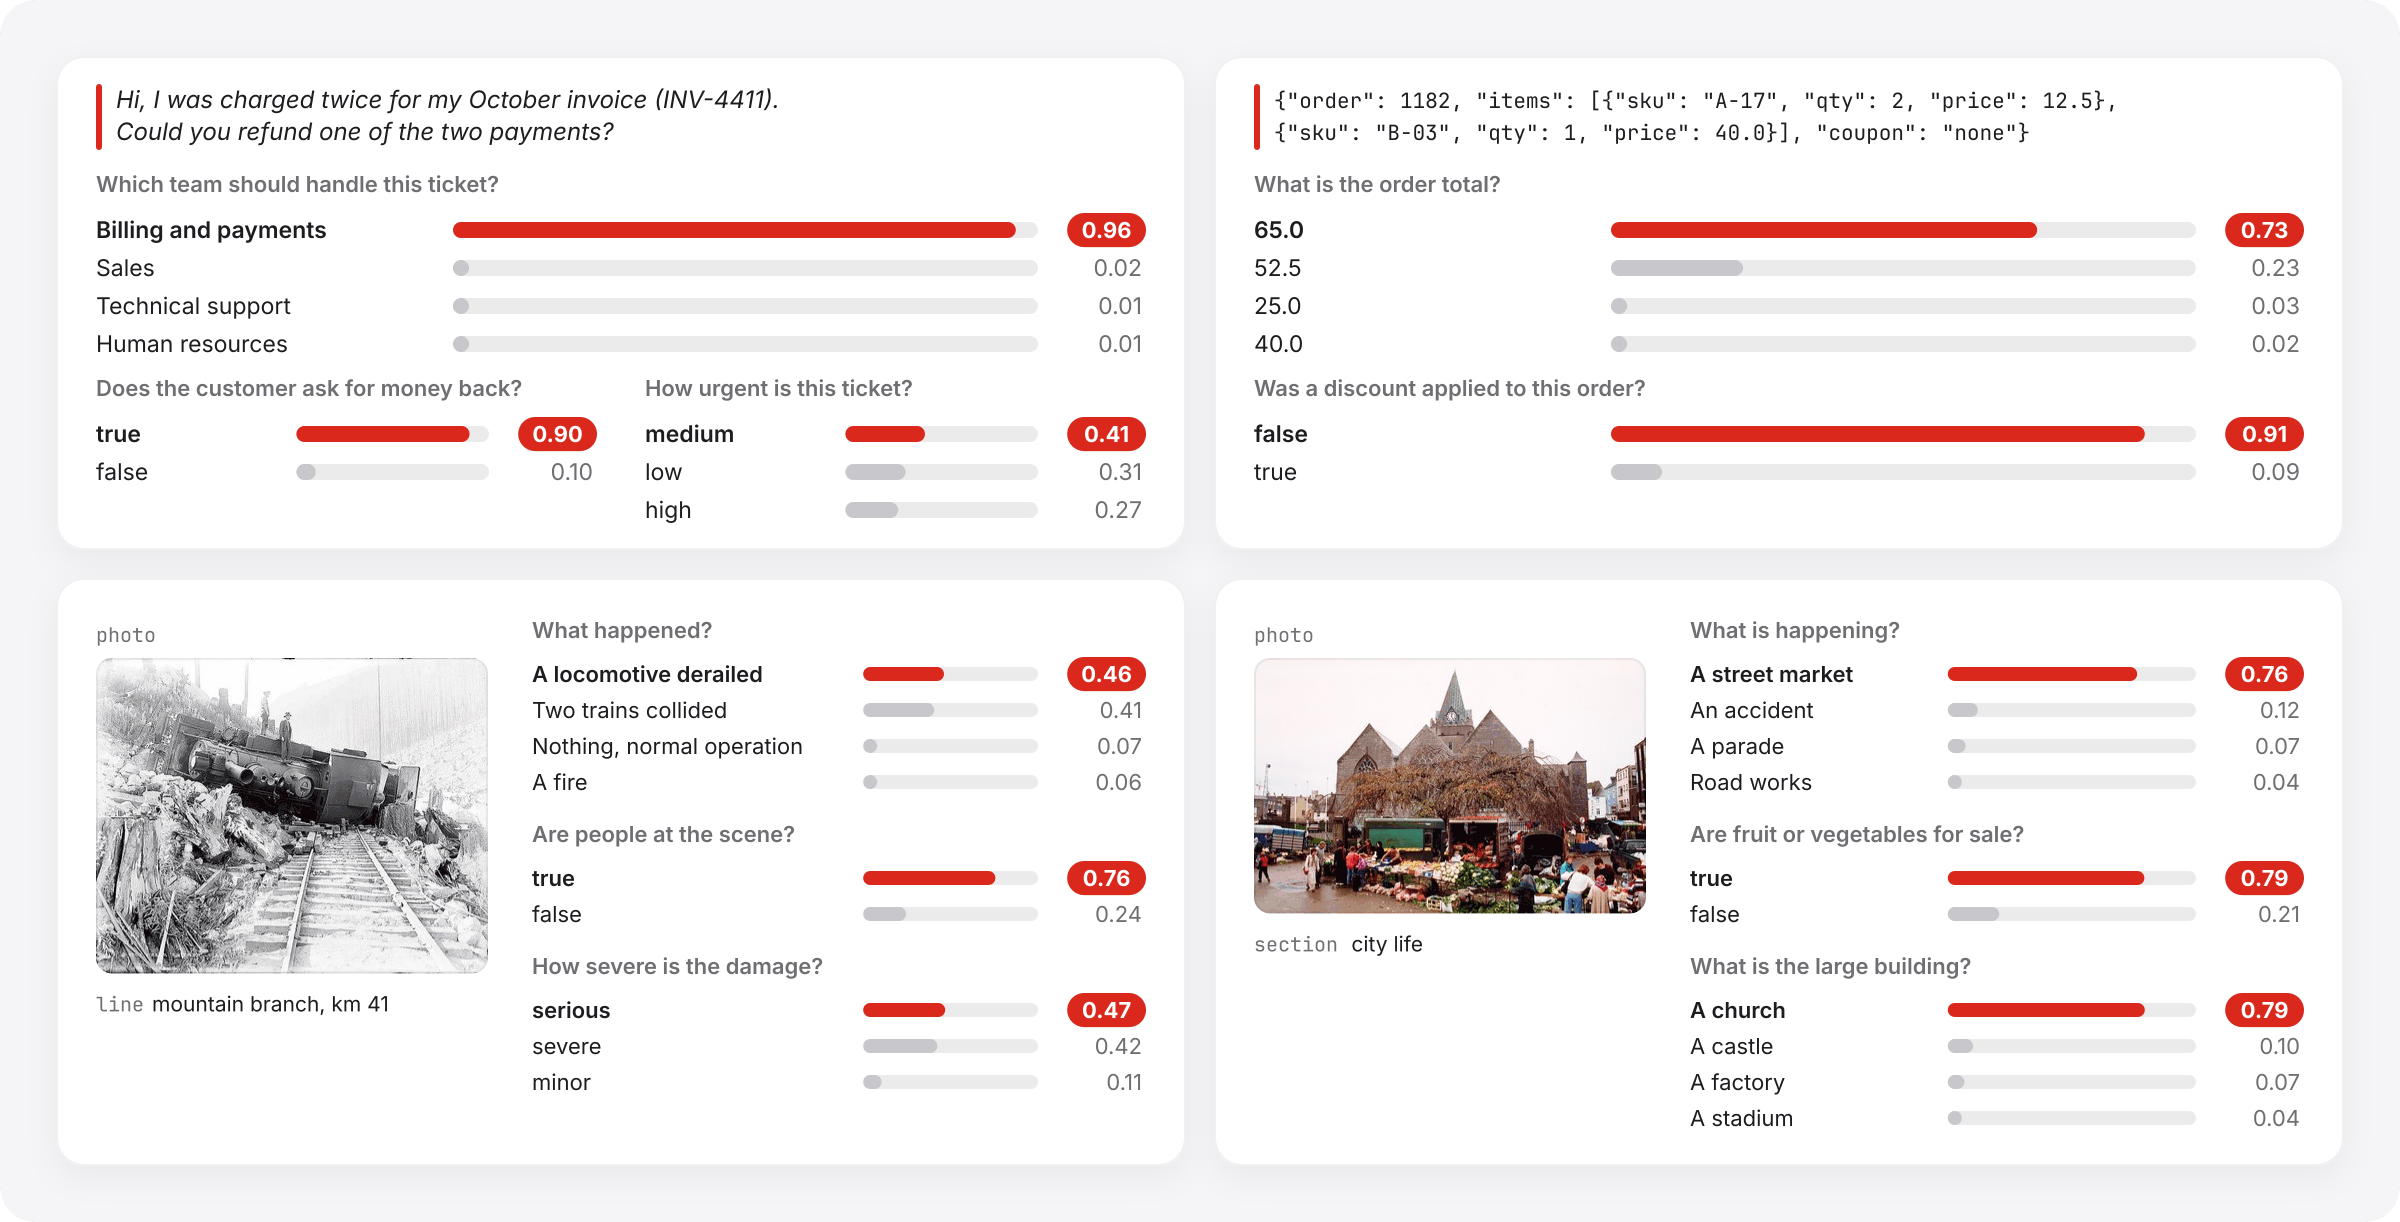 Hi, I was charged twice for my October invoice (INV-4411).
Could you refund one of the two payments?
Which team should handle this ticket?
Billing and payments 0.96
Sales 0.02
Technical support 0.01
Human resources 0.01
Does the customer ask for money back?
true 0.90
false 0.10
How urgent is this ticket?
medium 0.41
low 0.31
high 0.27
{"order": 1182, "items": [{"sku": "A-17", "qty": 2, "price": 12.5},
{"sku": "B-03", "qty": 1, "price": 40.0}], "coupon": "none"}
What is the order total?
65.0 0.73
52.5 0.23
25.0 0.03
40.0 0.02
Was a discount applied to this order?
false 0.91
true 0.09
photo
line mountain branch, km 41
What happened?
A locomotive derailed 0.46
Two trains collided 0.41
Nothing, normal operation 0.07
A fire 0.06
Are people at the scene?
true 0.76
false 0.24
How severe is the damage?
serious 0.47
severe 0.42
minor 0.11
photo
section city life
What is happening?
A street market 0.76
An accident 0.12
A parade 0.07
Road works 0.04
Are fruit or vegetables for sale?
true 0.79
false 0.21
What is the large building?
A church 0.79
A castle 0.10
A factory 0.07
A stadium 0.04